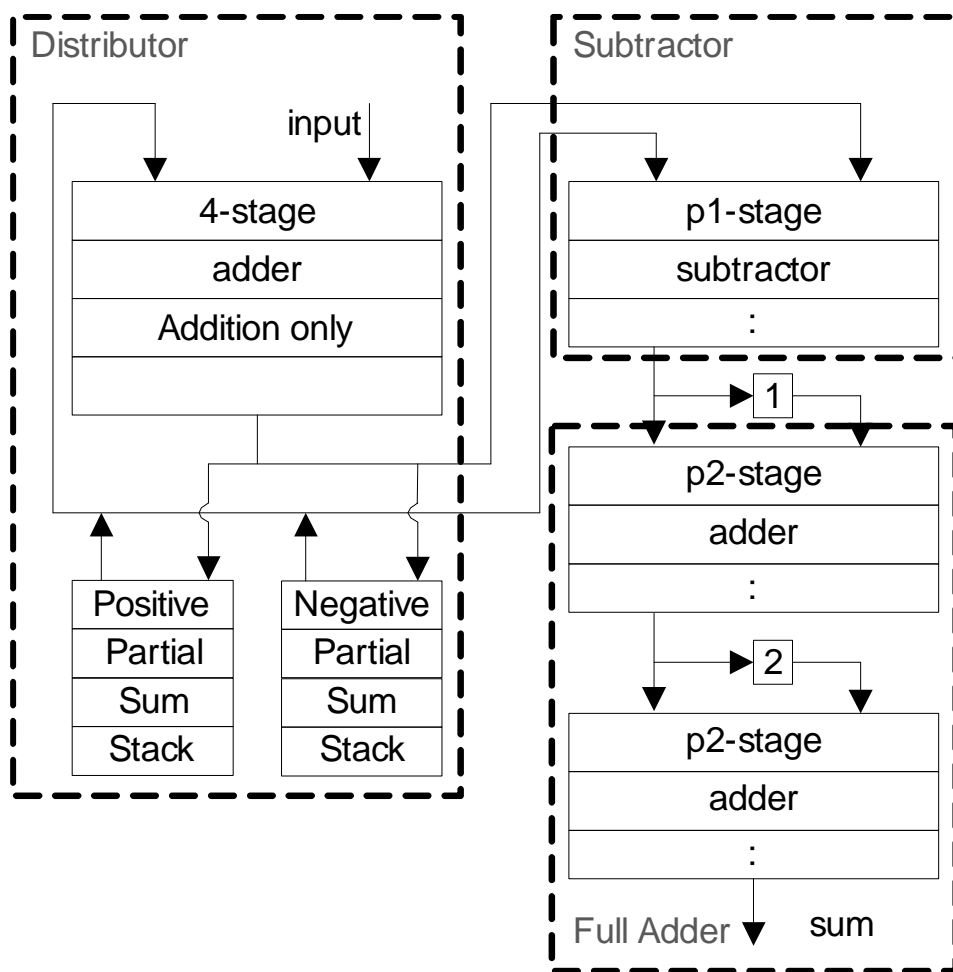 Distributor
input
4-stage
adder
Addition only
Positive
Partial
Sum
Stack
Negative
Partial
Sum
Stack
Subtractor
p1-stage
subtractor
:
1
p2-stage
adder
:
2
p2-stage
adder
:
Full Adder
sum